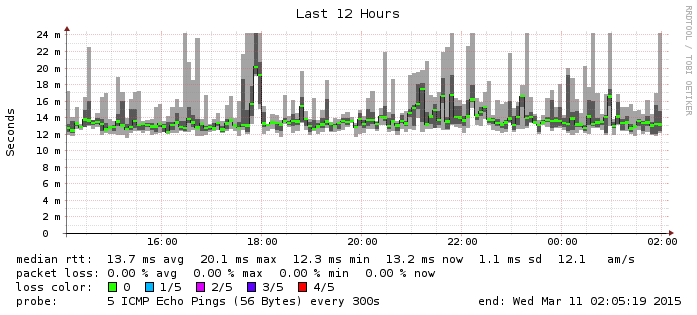 Last 12 Hours
RRDTOOL / TOBI OETIKER
Seconds
24 m
22 m
20 m
18 m
16 m
14 m
12 m
10 m
8 m
6 m
4 m
2 m
0
16:00 18:00 20:00 22:00 00:00 02:00
median rtt: 13.7 ms avg 20.1 ms max 12.3 ms min 13.2 ms now 1.1 ms sd 12.1 am/s
packet loss: 0.00 % avg 0.00 % max 0.00 % min 0.00 % now
loss color: 0 1/5 2/5 3/5 4/5
probe: 5 ICMP Echo Pings (56 Bytes) every 300s end: Wed Mar 11 02:05:19 2015